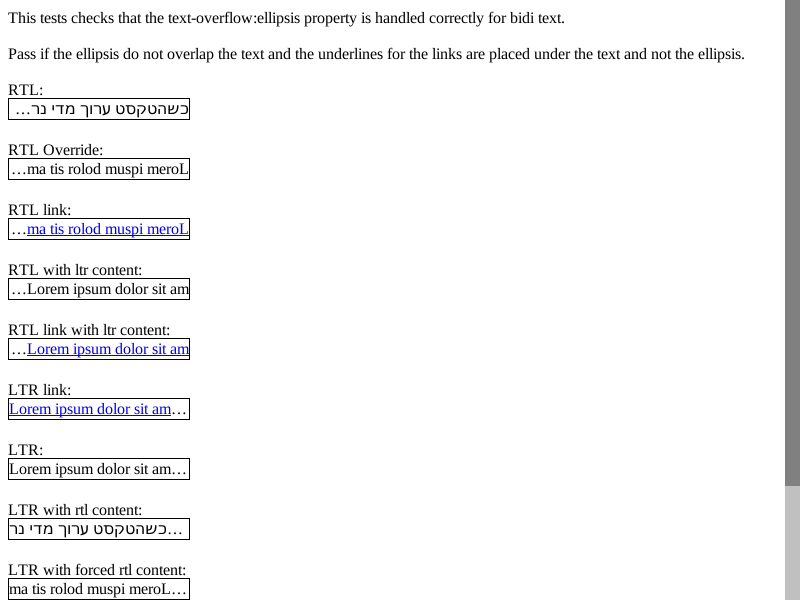 This tests checks that the text-overflow:ellipsis property is handled correctly for bidi text.
Pass if the ellipsis do not overlap the text and the underlines for the links are placed under the text and not the ellipsis.
RTL:
כשהטקסט ערוך מדי נר…
RTL Override:
…ma tis rolod muspi meroL
RTL link:
…ma tis rolod muspi meroL
RTL with ltr content:
…Lorem ipsum dolor sit am
RTL link with ltr content:
…Lorem ipsum dolor sit am
LTR link:
Lorem ipsum dolor sit am…
LTR:
Lorem ipsum dolor sit am…
LTR with rtl content:
כשהטקסט ערוך מדי נר…
LTR with forced rtl content:
ma tis rolod muspi meroL…